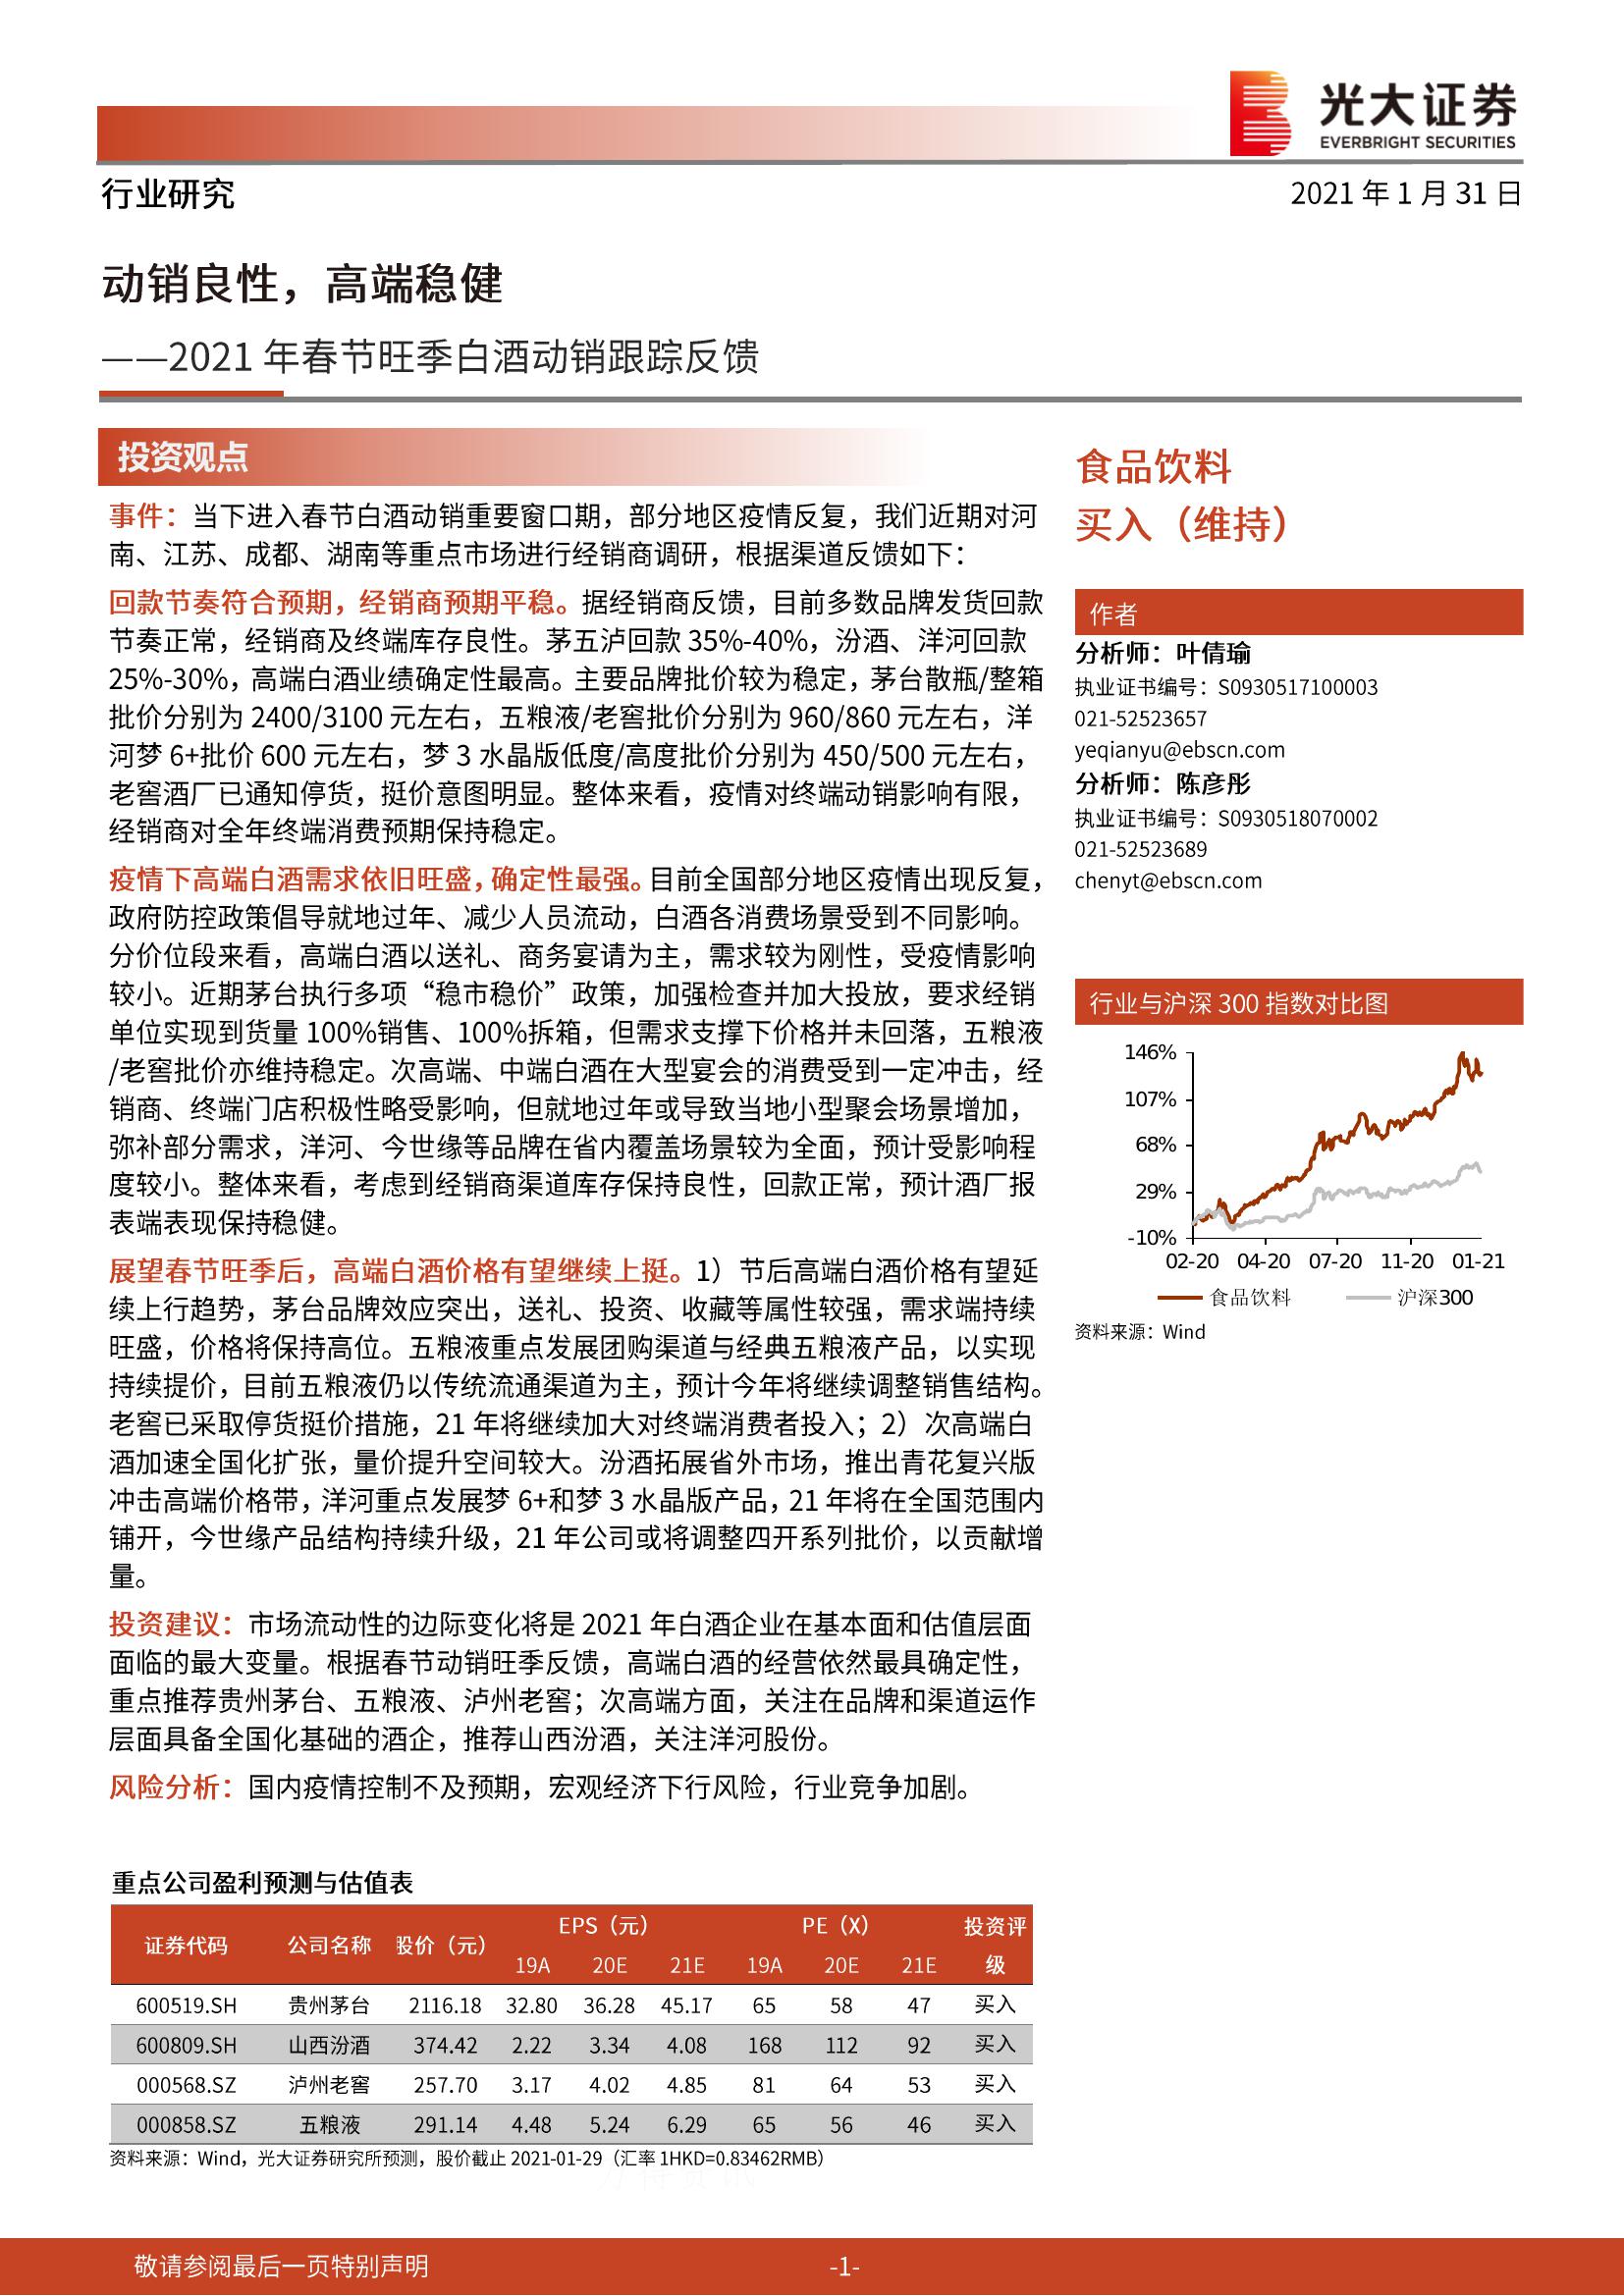 光大证券
EVERBRIGHT SECURITIES
行业研究
2021 年 1 月 31 日
动销良性，高端稳健
——2021 年春节旺季白酒动销跟踪反馈
投资观点
事件：当下进入春节白酒动销重要窗口期，部分地区疫情反复，我们近期对河
南、江苏、成都、湖南等重点市场进行经销商调研，根据渠道反馈如下：
回款节奏符合预期，经销商预期平稳。据经销商反馈，目前多数品牌发货回款
节奏正常，经销商及终端库存良性。茅五泸回款 35%-40%，汾酒、洋河回款
25%-30%，高端白酒业绩确定性最高。主要品牌批价较为稳定，茅台散瓶/整箱
批价分别为 2400/3100 元左右，五粮液/老窖批价分别为 960/860 元左右，洋
河梦 6+批价 600 元左右，梦 3 水晶版低度/高度批价分别为 450/500 元左右，
老窖酒厂已通知停货，挺价意图明显。整体来看，疫情对终端动销影响有限，
经销商对全年终端消费预期保持稳定。
疫情下高端白酒需求依旧旺盛，确定性最强。目前全国部分地区疫情出现反复，
政府防控政策倡导就地过年、减少人员流动，白酒各消费场景受到不同影响。
分价位段来看，高端白酒以送礼、商务宴请为主，需求较为刚性，受疫情影响
较小。近期茅台执行多项“稳市稳价”政策，加强检查并加大投放，要求经销
单位实现到货量 100%销售、100%拆箱，但需求支撑下价格并未回落，五粮液
/老窖批价亦维持稳定。次高端、中端白酒在大型宴会的消费受到一定冲击，经
销商、终端门店积极性略受影响，但就地过年或导致当地小型聚会场景增加，
弥补部分需求，洋河、今世缘等品牌在省内覆盖场景较为全面，预计受影响程
度较小。整体来看，考虑到经销商渠道库存保持良性，回款正常，预计酒厂报
表端表现保持稳健。
展望春节旺季后，高端白酒价格有望继续上挺。1）节后高端白酒价格有望延
续上行趋势，茅台品牌效应突出，送礼、投资、收藏等属性较强，需求端持续
旺盛，价格将保持高位。五粮液重点发展团购渠道与经典五粮液产品，以实现
持续提价，目前五粮液仍以传统流通渠道为主，预计今年将继续调整销售结构。
老窖已采取停货挺价措施，21 年将继续加大对终端消费者投入；2）次高端白
酒加速全国化扩张，量价提升空间较大。汾酒拓展省外市场，推出青花复兴版
冲击高端价格带，洋河重点发展梦 6+和梦 3 水晶版产品，21 年将在全国范围内
铺开，今世缘产品结构持续升级，21 年公司或将调整四开系列批价，以贡献增
量。
投资建议：市场流动性的边际变化将是 2021 年白酒企业在基本面和估值层面
面临的最大变量。根据春节动销旺季反馈，高端白酒的经营依然最具确定性，
重点推荐贵州茅台、五粮液、泸州老窖；次高端方面，关注在品牌和渠道运作
层面具备全国化基础的酒企，推荐山西汾酒，关注洋河股份。
风险分析：国内疫情控制不及预期，宏观经济下行风险，行业竞争加剧。
重点公司盈利预测与估值表
证券代码 公司名称 股价（元） EPS（元） PE（X） 投资评级
19A 20E 21E 19A 20E 21E
600519.SH 贵州茅台 2116.18 32.80 36.28 45.17 65 58 47 买入
600809.SH 山西汾酒 374.42 2.22 3.34 4.08 168 112 92 买入
000568.SZ 泸州老窖 257.70 3.17 4.02 4.85 81 64 53 买入
000858.SZ 五粮液 291.14 4.48 5.24 6.29 65 56 46 买入
资料来源：Wind，光大证券研究所预测，股价截止 2021-01-29（汇率 1HKD=0.83462RMB）
食品饮料
买入（维持）
作者
分析师：叶倩瑜
执业证书编号：S0930517100003
021-52523657
yeqianyu@ebscn.com
分析师：陈彦彤
执业证书编号：S0930518070002
021-52523689
chenyt@ebscn.com
行业与沪深 300 指数对比图
146%
107%
68%
29%
-10%
02-20 04-20 07-20 11-20 01-21
食品饮料 沪深300
资料来源：Wind
敬请参阅最后一页特别声明
-1-